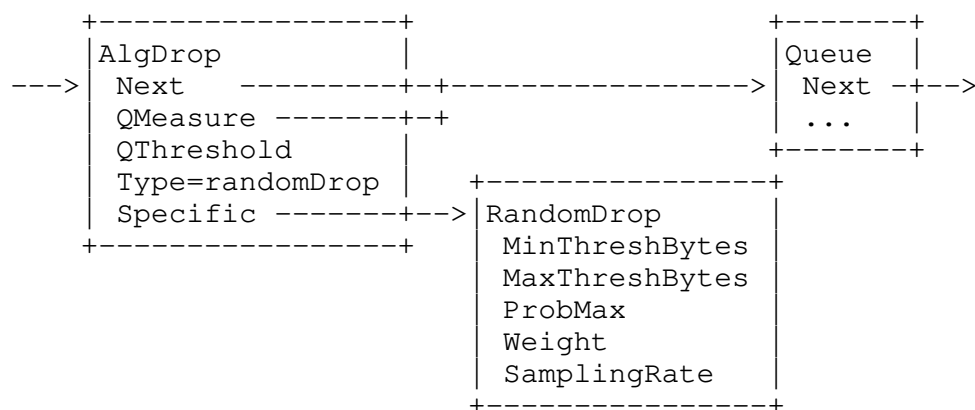 +-----------------+                      +-------+
     |AlgDrop          |                      |Queue  |
---->| Next    --------+-+------------------->| Next -+-->
     | QMeasure -------+-+                    | ...   |
     | QThreshold      |                      +-------+
     | Type=randomDrop |    +----------------+
     | Specific -------+--->|RandomDrop      |
     +-----------------+    | MinThreshBytes |
                            | MaxThreshBytes |
                            | ProbMax        |
                            | Weight         |
                            | SamplingRate   |
                            +----------------+